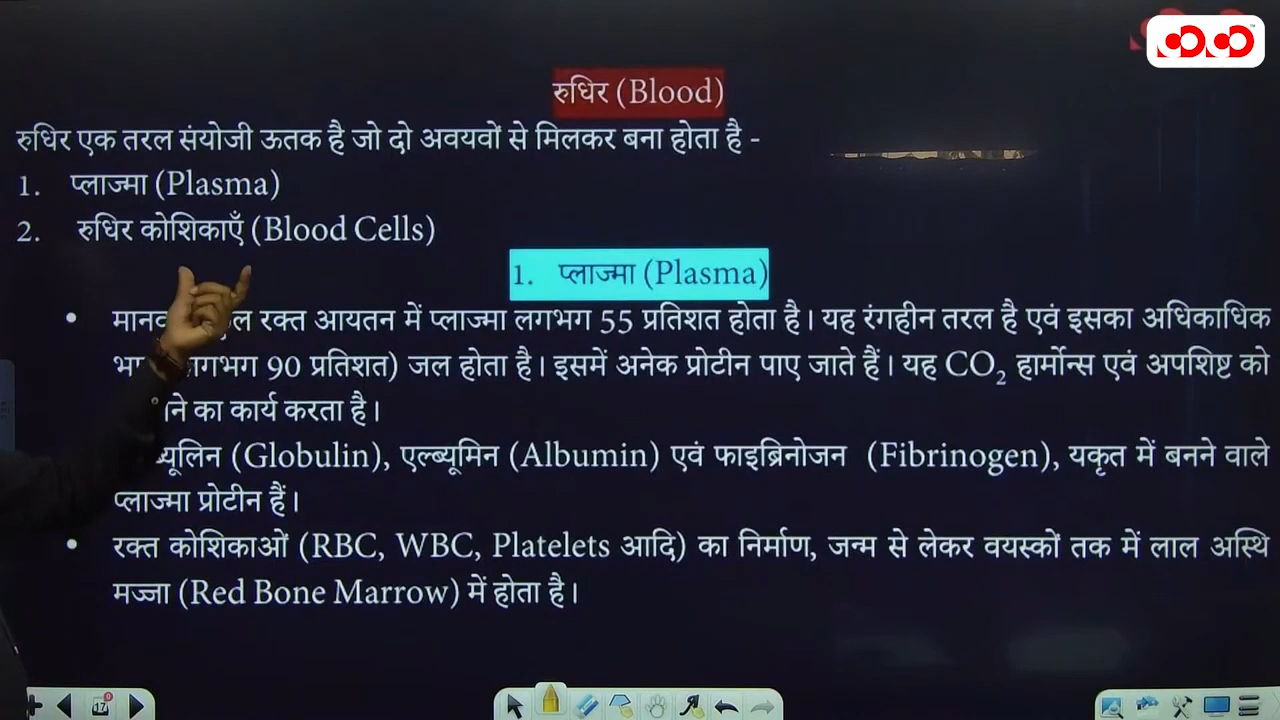 रुधिर (Blood)
रुधिर एक तरल संयोजी ऊतक है जो दो अवयवों से मिलकर बना होता है -
1. प्लाज्मा (Plasma)
2. रुधिर कोशिकाएँ (Blood Cells)
1. प्लाज्मा (Plasma)
• रक्त आयतन में प्लाज्मा लगभग 55 प्रतिशत होता है। यह रंगहीन तरल है एवं इसका अधिकाधिक
90 प्रतिशत) जल होता है। इसमें अनेक प्रोटीन पाए जाते हैं। यह CO₂ हार्मोन्स एवं अपशिष्ट को
का कार्य करता है।
(Globulin), एल्ब्यूमिन (Albumin) एवं फाइब्रिनोजन (Fibrinogen), यकृत में बनने वाले
प्लाज्मा प्रोटीन हैं।
• रक्त कोशिकाओं (RBC, WBC, Platelets आदि) का निर्माण, जन्म से लेकर वयस्कों तक में लाल अस्थि
मज्जा (Red Bone Marrow) में होता है।
17